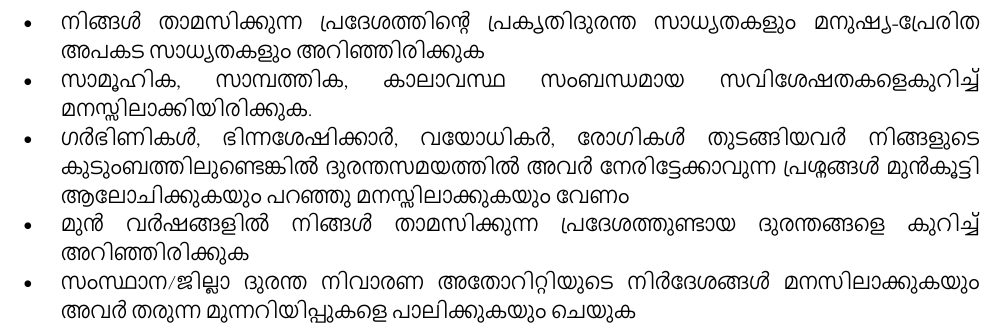 • നിങ്ങൾ താമസിക്കുന്ന പ്രദേശത്തിന്റെ പ്രകൃതിദുരന്ത സാധ്യതകളും മനുഷ്യ-പ്രേരിത
അപകട സാധ്യതകളും അറിഞ്ഞിരിക്കുക
• സാമൂഹിക, സാമ്പത്തിക, കാലാവസ്ഥ സംബന്ധമായ സവിശേഷതകളെകുറിച്ച്
മനസ്സിലാക്കിയിരിക്കുക.
• ഗർഭിണികൾ, ഭിന്നശേഷിക്കാർ, വയോധികർ, രോഗികൾ തുടങ്ങിയവർ നിങ്ങളുടെ
കുടുംബത്തിലുണ്ടെങ്കിൽ ദുരന്തസമയത്തിൽ അവർ നേരിട്ടേക്കാവുന്ന പ്രശ്നങ്ങൾ മുൻകൂട്ടി
ആലോചിക്കുകയും പറഞ്ഞു മനസ്സിലാക്കുകയും വേണം
• മുൻ വർഷങ്ങളിൽ നിങ്ങൾ താമസിക്കുന്ന പ്രദേശത്തുണ്ടായ ദുരന്തങ്ങളെ കുറിച്ച്
അറിഞ്ഞിരിക്കുക
• സംസ്ഥാന/ജില്ലാ ദുരന്ത നിവാരണ അതോറിറ്റിയുടെ നിർദേശങ്ങൾ മനസിലാക്കുകയും
അവർ തരുന്ന മുന്നറിയിപ്പുകളെ പാലിക്കുകയും ചെയുക